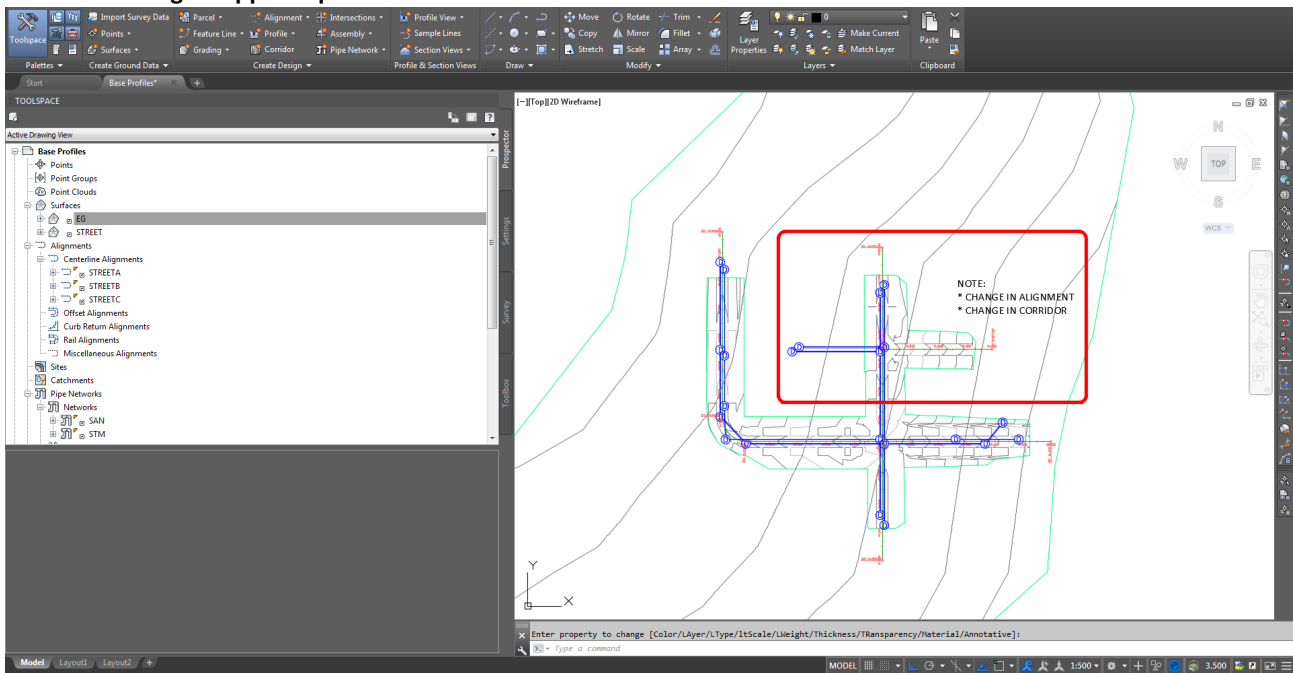 Import Survey Data
Parcel
Alignment
Intersections
Profile View
Move
Rotate
Trim
0
Toolspace
Points
Feature Line
Profile
Assembly
Sample Lines
Copy
Mirror
Fillet
Layer Properties
Make Current
Paste
Surfaces
Grading
Corridor
Pipe Network
Section Views
Stretch
Scale
Array
Match Layer
Palettes
Create Ground Data
Create Design
Profile & Section Views
Draw
Modify
Layers
Clipboard
Start
Base Profiles*
TOOLSPACE
Active Drawing View
Base Profiles
Points
Point Groups
Point Clouds
Surfaces
EG
STREET
Alignments
Centerline Alignments
STREETA
STREETB
STREETC
Offset Alignments
Curb Return Alignments
Rail Alignments
Miscellaneous Alignments
Sites
Catchments
Pipe Networks
Networks
SAN
STM
Prospector
Settings
Survey
Toolbox
[−][Top][2D Wireframe]
N
W
TOP
E
S
WCS
NOTE:
* CHANGE IN ALIGNMENT
* CHANGE IN CORRIDOR
Y
X
Enter property to change [Color/LAyer/LType/ltScale/LWeight/Thickness/TRansparency/Material/Annotative]:
Type a command
Model
Layout1
Layout2
+
MODEL
1:500
3.500